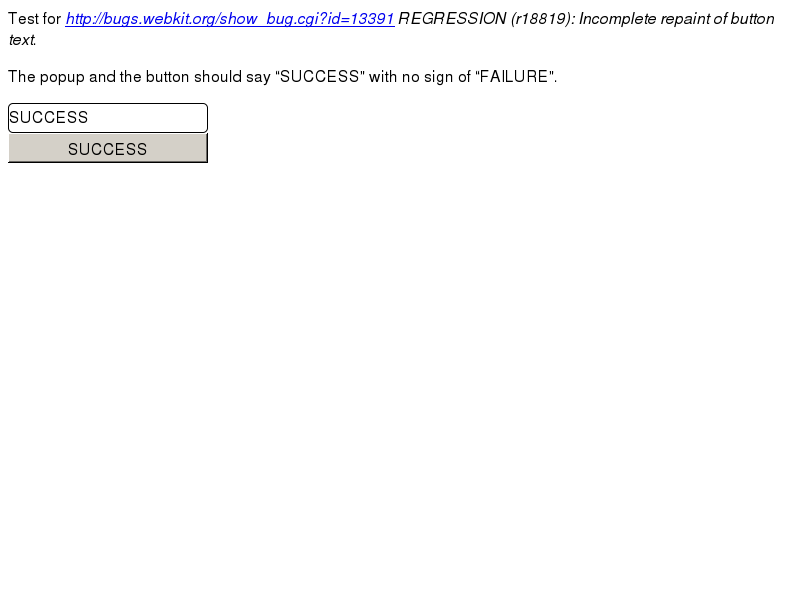 Test for http://bugs.webkit.org/show_bug.cgi?id=13391 REGRESSION (r18819): Incomplete repaint of button
text.
The popup and the button should say “SUCCESS” with no sign of “FAILURE”.
SUCCESS
SUCCESS